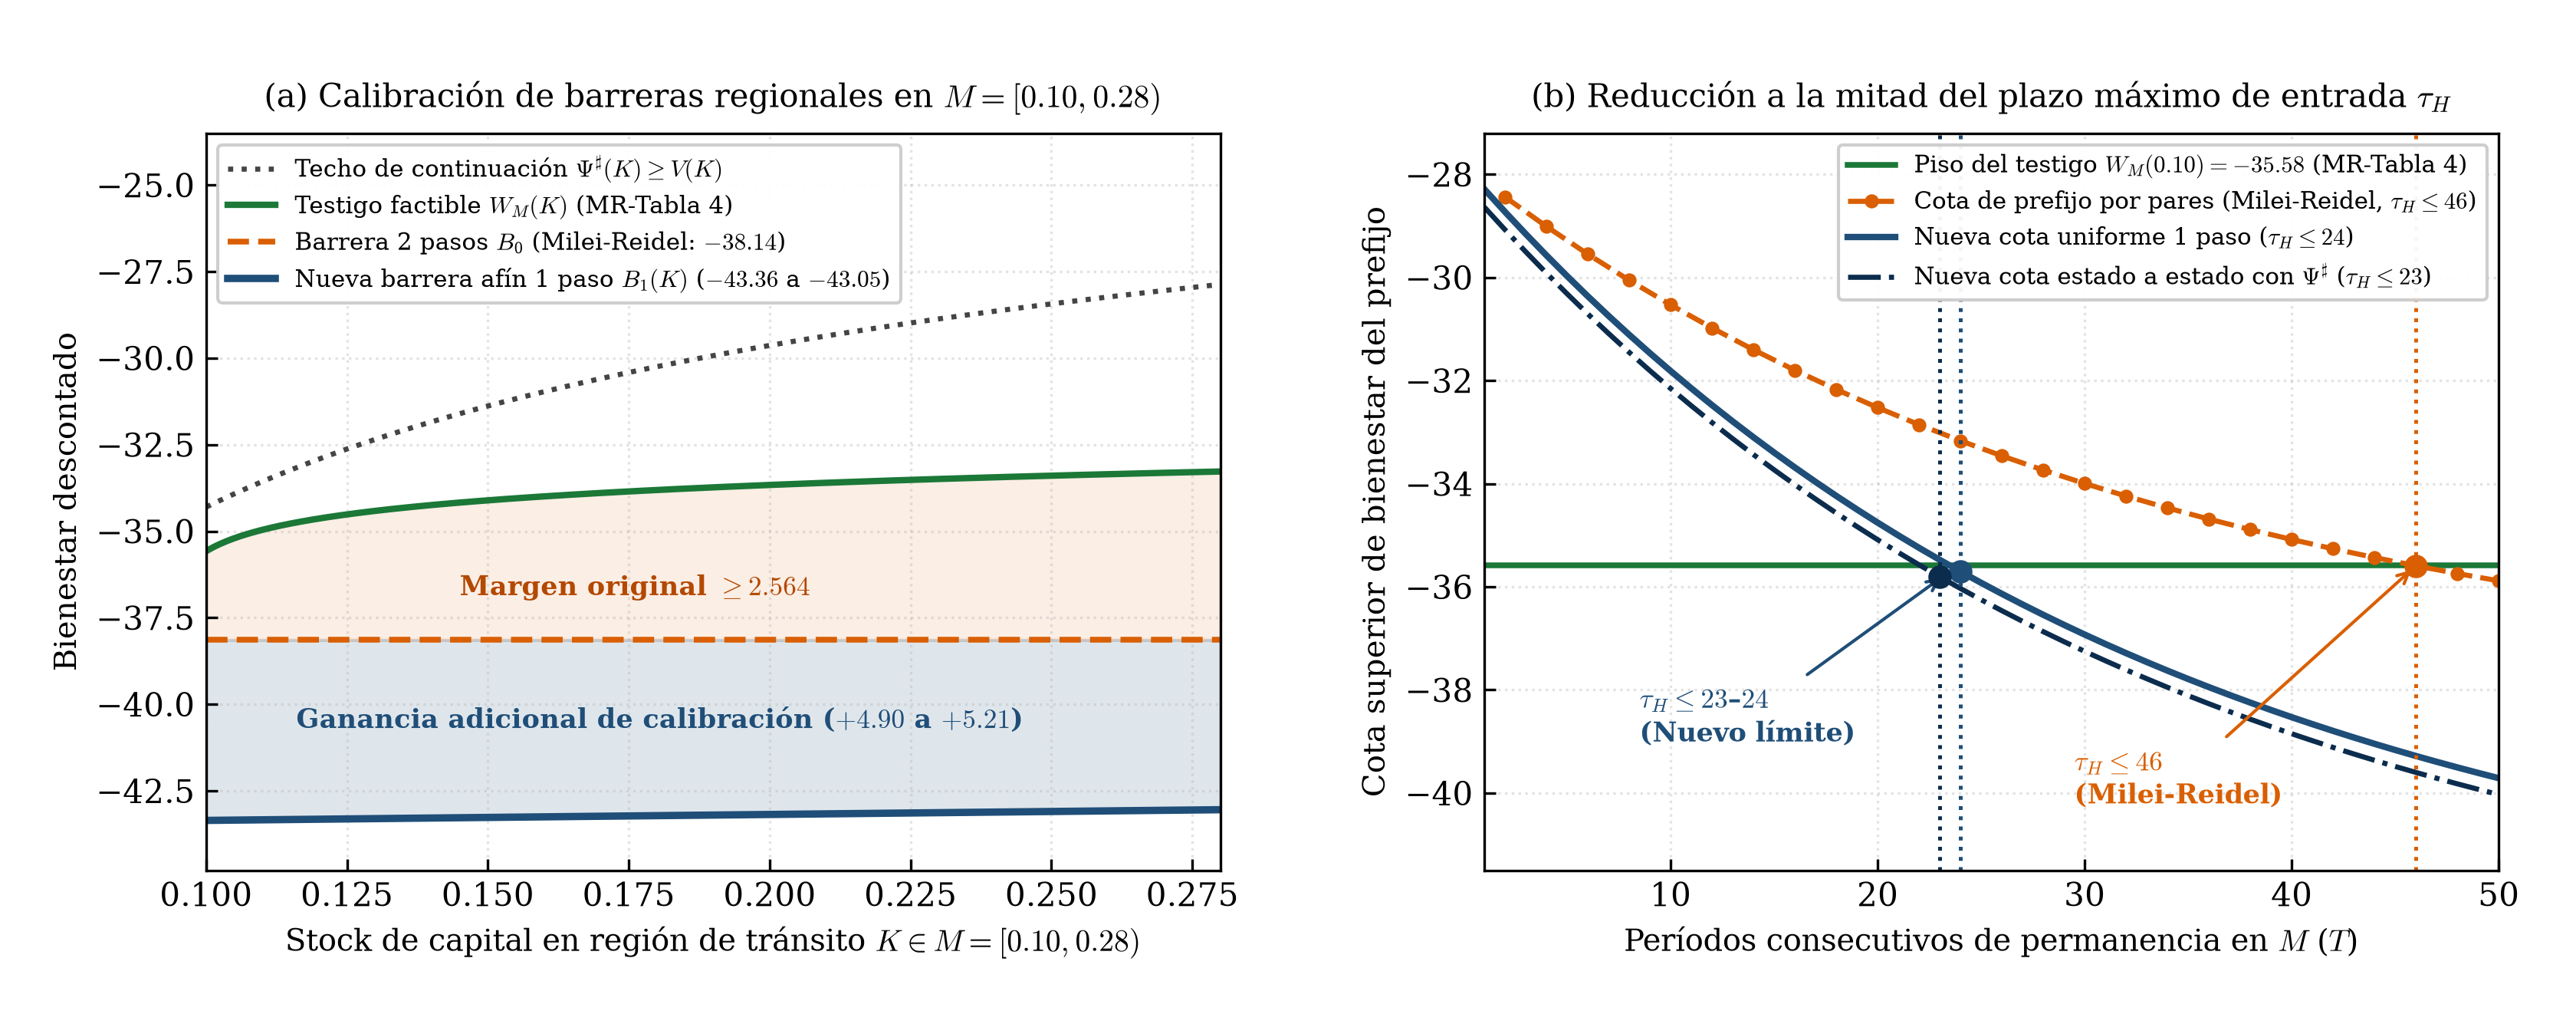 (a) Calibración de barreras regionales en M = [0.10, 0.28)
Techo de continuación Ψ♯(K) ≥ V(K)
Testigo factible W_M(K) (MR-Tabla 4)
Barrera 2 pasos B_0 (Milei-Reidel: −38.14)
Nueva barrera afín 1 paso B_1(K) (−43.36 a −43.05)
Bienestar descontado
−25.0
−27.5
−30.0
−32.5
−35.0
−37.5
−40.0
−42.5
Margen original ≥ 2.564
Ganancia adicional de calibración (+4.90 a +5.21)
0.100 0.125 0.150 0.175 0.200 0.225 0.250 0.275
Stock de capital en región de tránsito K ∈ M = [0.10, 0.28)
(b) Reducción a la mitad del plazo máximo de entrada τ_H
Piso del testigo W_M(0.10) = −35.58 (MR-Tabla 4)
Cota de prefijo por pares (Milei-Reidel, τ_H ≤ 46)
Nueva cota uniforme 1 paso (τ_H ≤ 24)
Nueva cota estado a estado con Ψ♯ (τ_H ≤ 23)
Cota superior de bienestar del prefijo
−28
−30
−32
−34
−36
−38
−40
τ_H ≤ 23–24
(Nuevo límite)
τ_H ≤ 46
(Milei-Reidel)
10 20 30 40 50
Períodos consecutivos de permanencia en M (T)